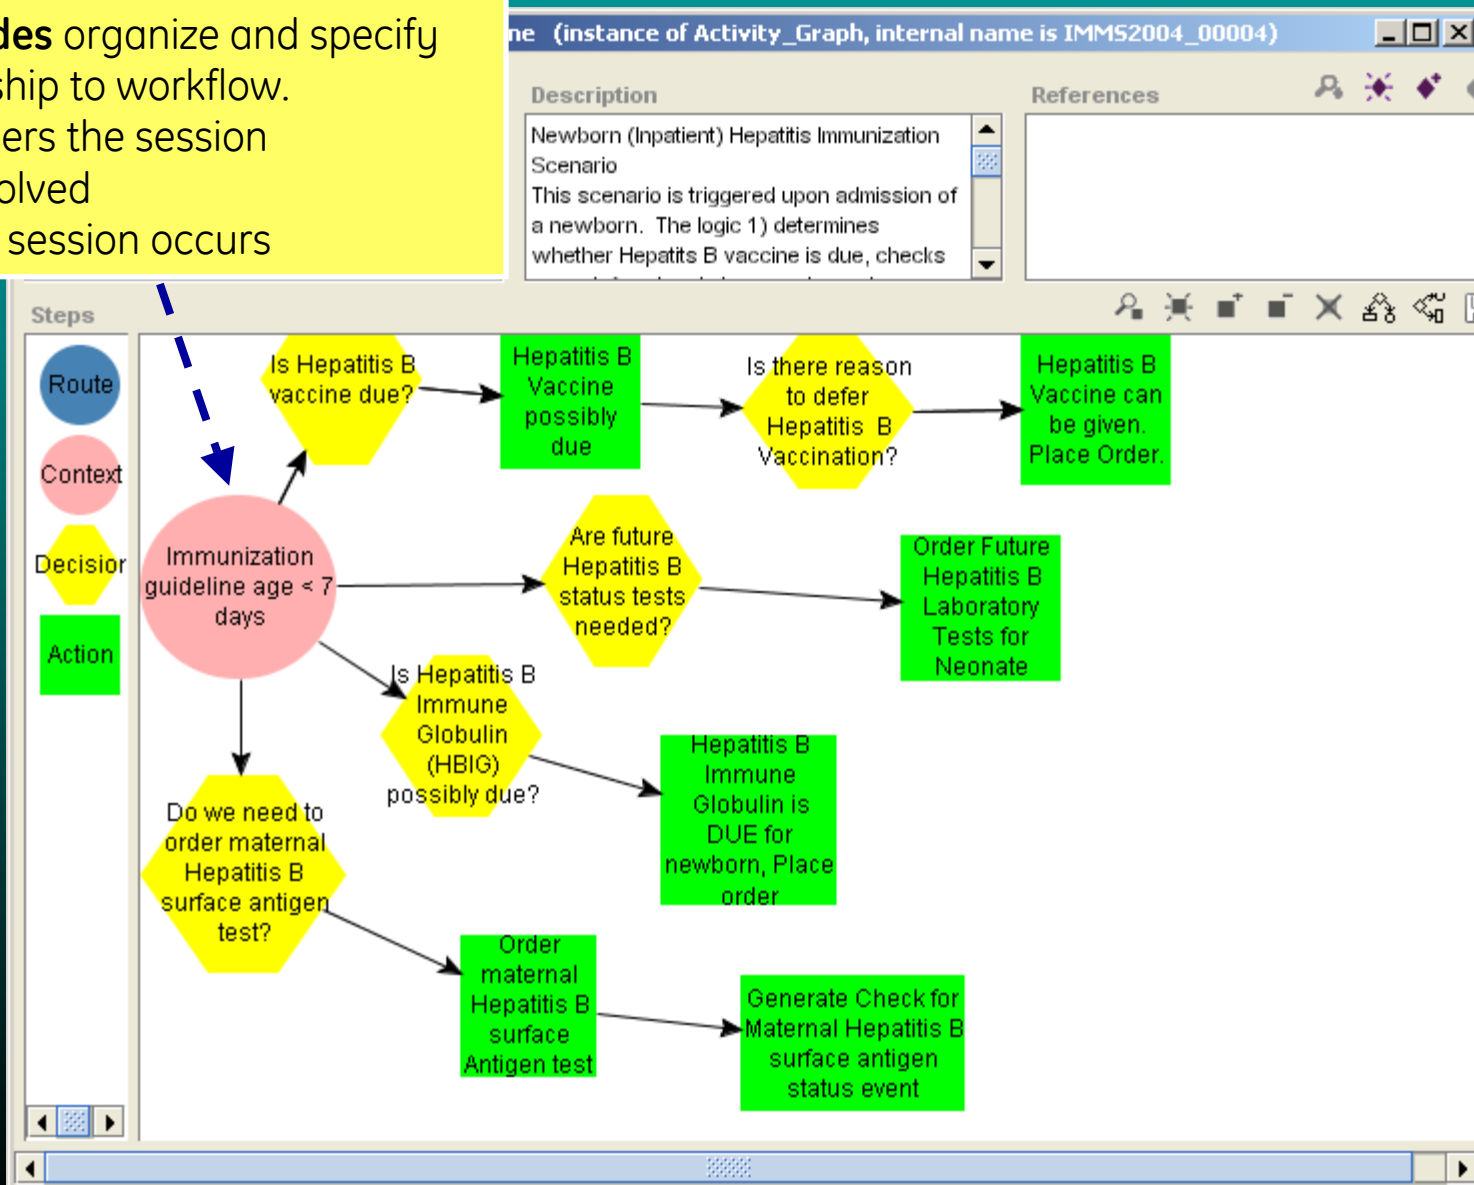 des organize and specify
ship to workflow.
ers the session
olved
session occurs
ne (instance of Activity_Graph, internal name is IMMS2004_00004)
Description
References
Newborn (Inpatient) Hepatitis Immunization
Scenario
This scenario is triggered upon admission of
a newborn. The logic 1) determines
whether Hepatits B vaccine is due, checks
Steps
Route
Context
Decision
Action
Is Hepatitis B
vaccine due?
Hepatitis B
Vaccine
possibly
due
Is there reason
to defer
Hepatitis B
Vaccination?
Hepatitis B
Vaccine can
be given.
Place Order.
Immunization
guideline age < 7
days
Are future
Hepatitis B
status tests
needed?
Order Future
Hepatitis B
Laboratory
Tests for
Neonate
Is Hepatitis B
Immune
Globulin
(HBIG)
possibly due?
Hepatitis B
Immune
Globulin is
DUE for
newborn, Place
order
Do we need to
order maternal
Hepatitis B
surface antigen
test?
Order
maternal
Hepatitis B
surface
Antigen test
Generate Check for
Maternal Hepatitis B
surface antigen
status event